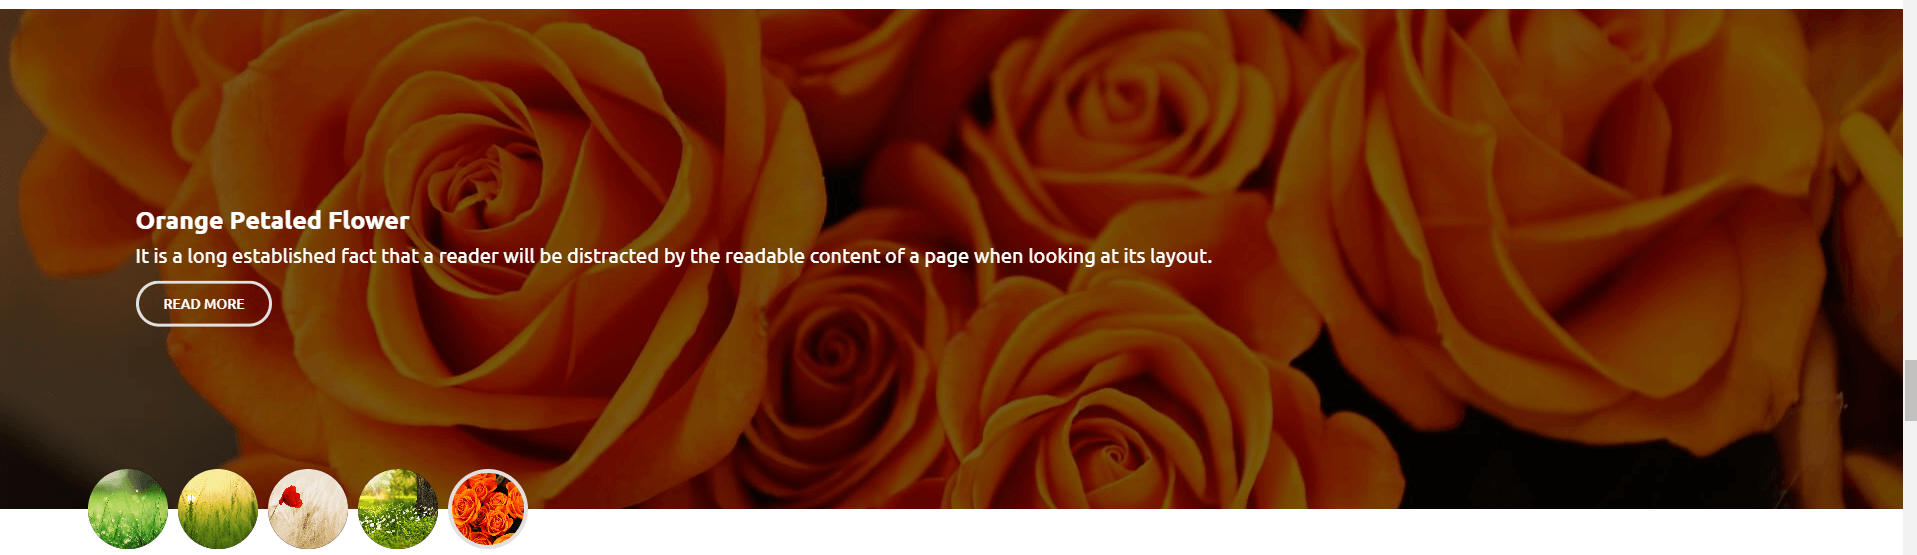 Orange Petaled Flower
It is a long established fact that a reader will be distracted by the readable content of a page when looking at its layout.
READ MORE